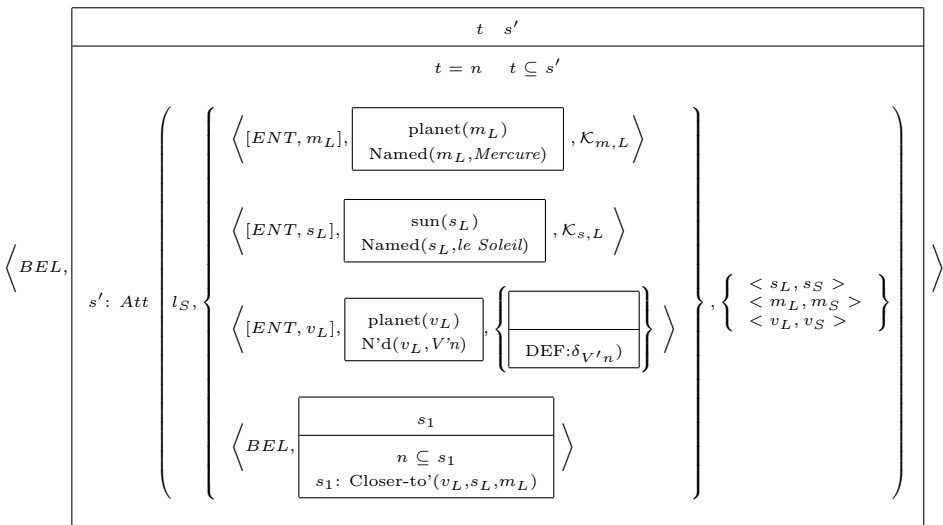 t s′
t = n t ⊆ s′
⟨[ENT, m_L], planet(m_L) Named(m_L,Mercure) , 𝒦_{m,L}⟩
⟨[ENT, s_L], sun(s_L) Named(s_L,le Soleil) , 𝒦_{s,L} ⟩
⟨BEL, s′: Att ( l_S, { ⟨[ENT, v_L], planet(v_L) N'd(v_L,V'n) , { DEF:δ_{V′n}) } ⟩ } , { < s_L, s_S > < m_L, m_S > < v_L, v_S > } ) ⟩
⟨BEL, s_1
n ⊆ s_1
s_1: Closer-to'(v_L,s_L,m_L) ⟩